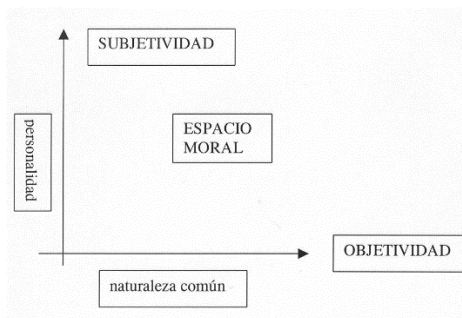 SUBJETIVIDAD
personalidad
ESPACIO
MORAL
OBJETIVIDAD
naturaleza común